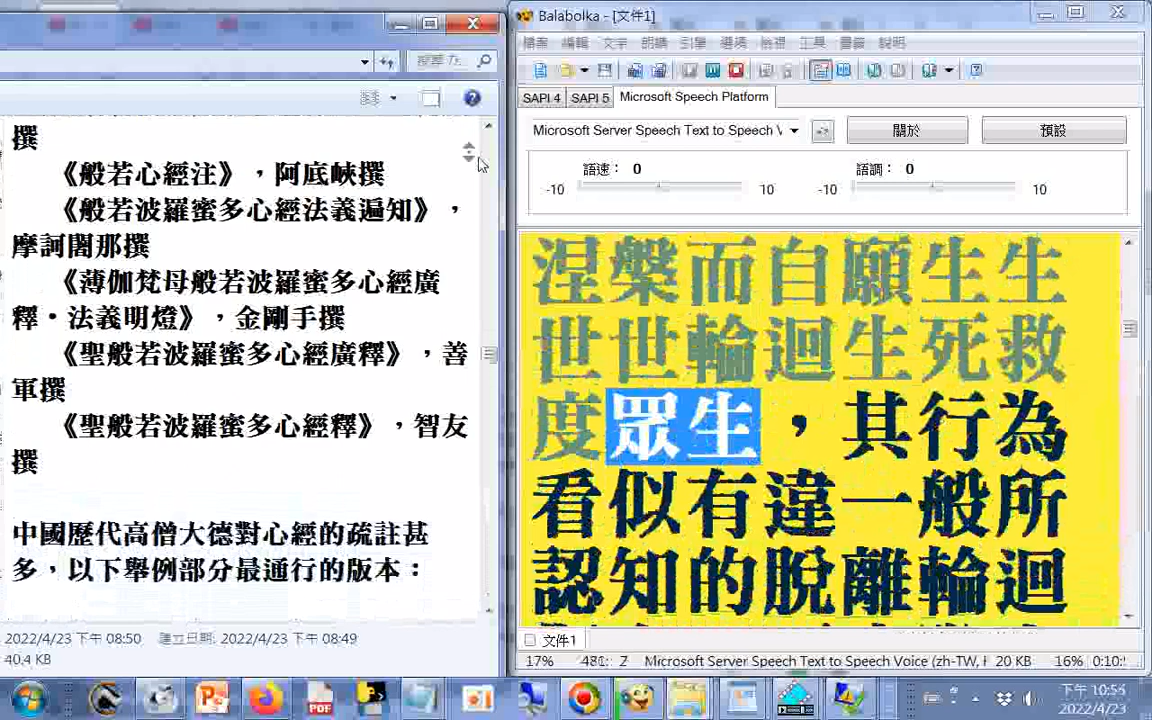 撰
《般若心經注》，阿底峽撰
《般若波羅蜜多心經法義遍知》，
摩訶闍那撰
《薄伽梵母般若波羅蜜多心經廣
釋‧法義明燈》，金剛手撰
《聖般若波羅蜜多心經廣釋》，善
軍撰
《聖般若波羅蜜多心經釋》，智友
撰
中國歷代高僧大德對心經的疏註甚
多，以下舉例部分最通行的版本：
2022/4/23 下午 08:50 建立日期: 2022/4/23 下午 08:49
40.4 KB
Balabolka - [文件1]
檔案 編輯 文字 朗讀 引擎 選項 檢視 工具 書籤 說明
SAPI 4 SAPI 5 Microsoft Speech Platform
Microsoft Server Speech Text to Speech V
關於 預設
語速： 0 語調： 0
-10 10 -10 10
涅槃而自願生生
世世輪迴生死救
度眾生，其行為
看似有違一般所
認知的脫離輪迴
文件1
17% 481: Z Microsoft Server Speech Text to Speech Voice (zh-TW, 20 KB 16%
下午 10:56
2022/4/23